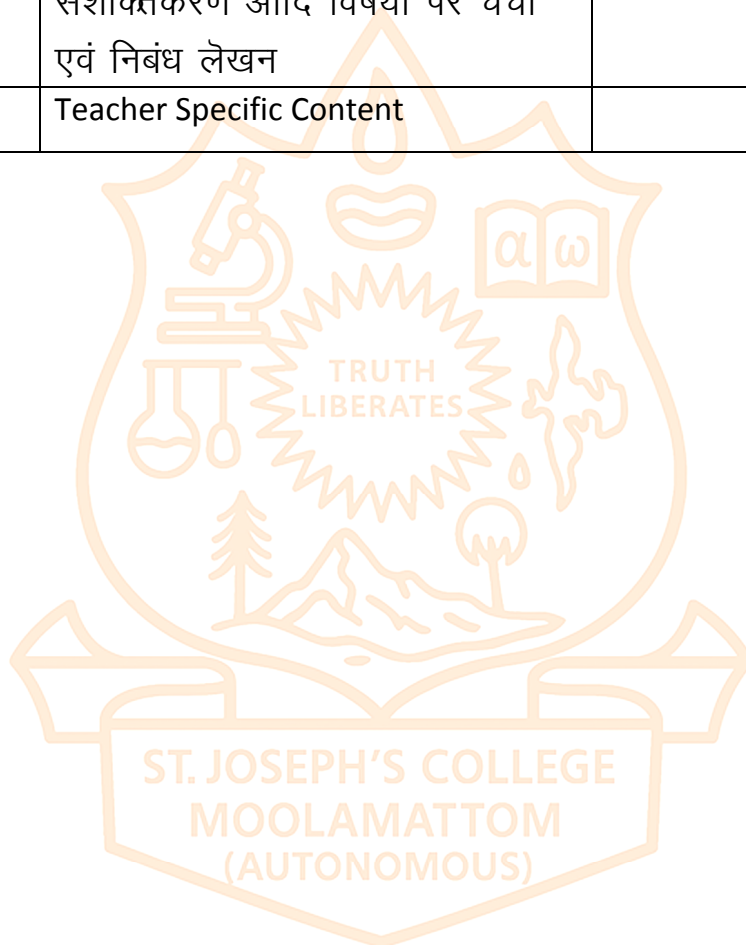 सशक्तिकरण आदि विषयों पर चर्चा
एवं निबंध लेखन
Teacher Specific Content
α ω
TRUTH
LIBERATES
ST. JOSEPH'S COLLEGE
MOOLAMATTOM
(AUTONOMOUS)